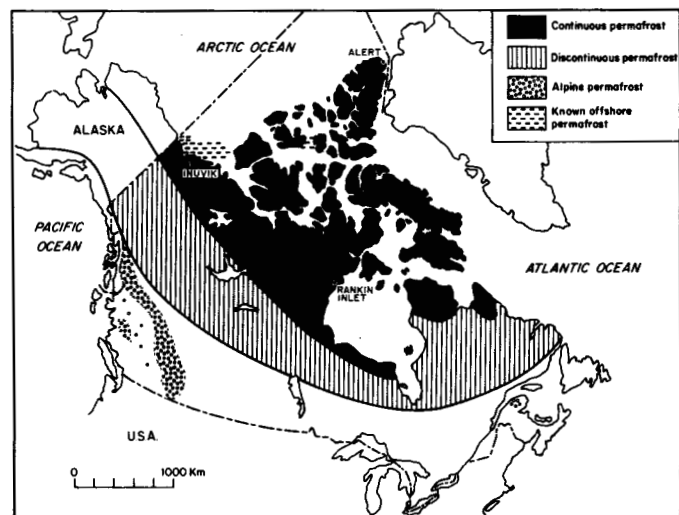 Continuous permafrost
Discontinuous permafrost
Alpine permafrost
Known offshore
permafrost
ARCTIC OCEAN
ALERT
ALASKA
INUVIK
PACIFIC
OCEAN
RANKIN
INLET
ATLANTIC OCEAN
U.S.A.
0 1000 Km